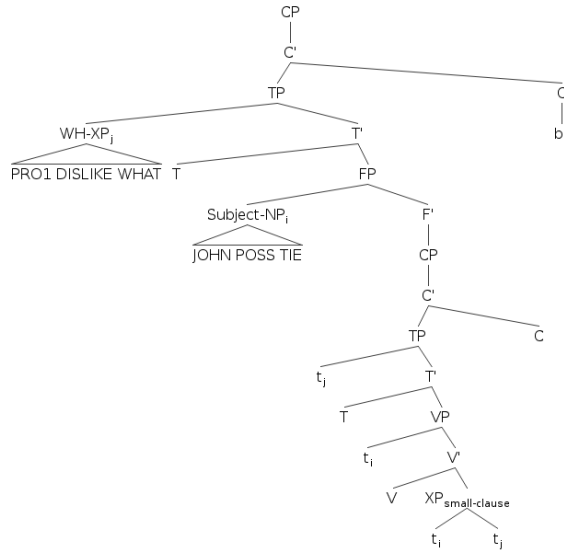 CP
C'
TP C
WH-XPj T' b
PRO1 DISLIKE WHAT T FP
Subject-NPi F'
JOHN POSS TIE CP
C'
TP C
tj T'
T VP
ti V'
V XPsmall-clause
ti tj